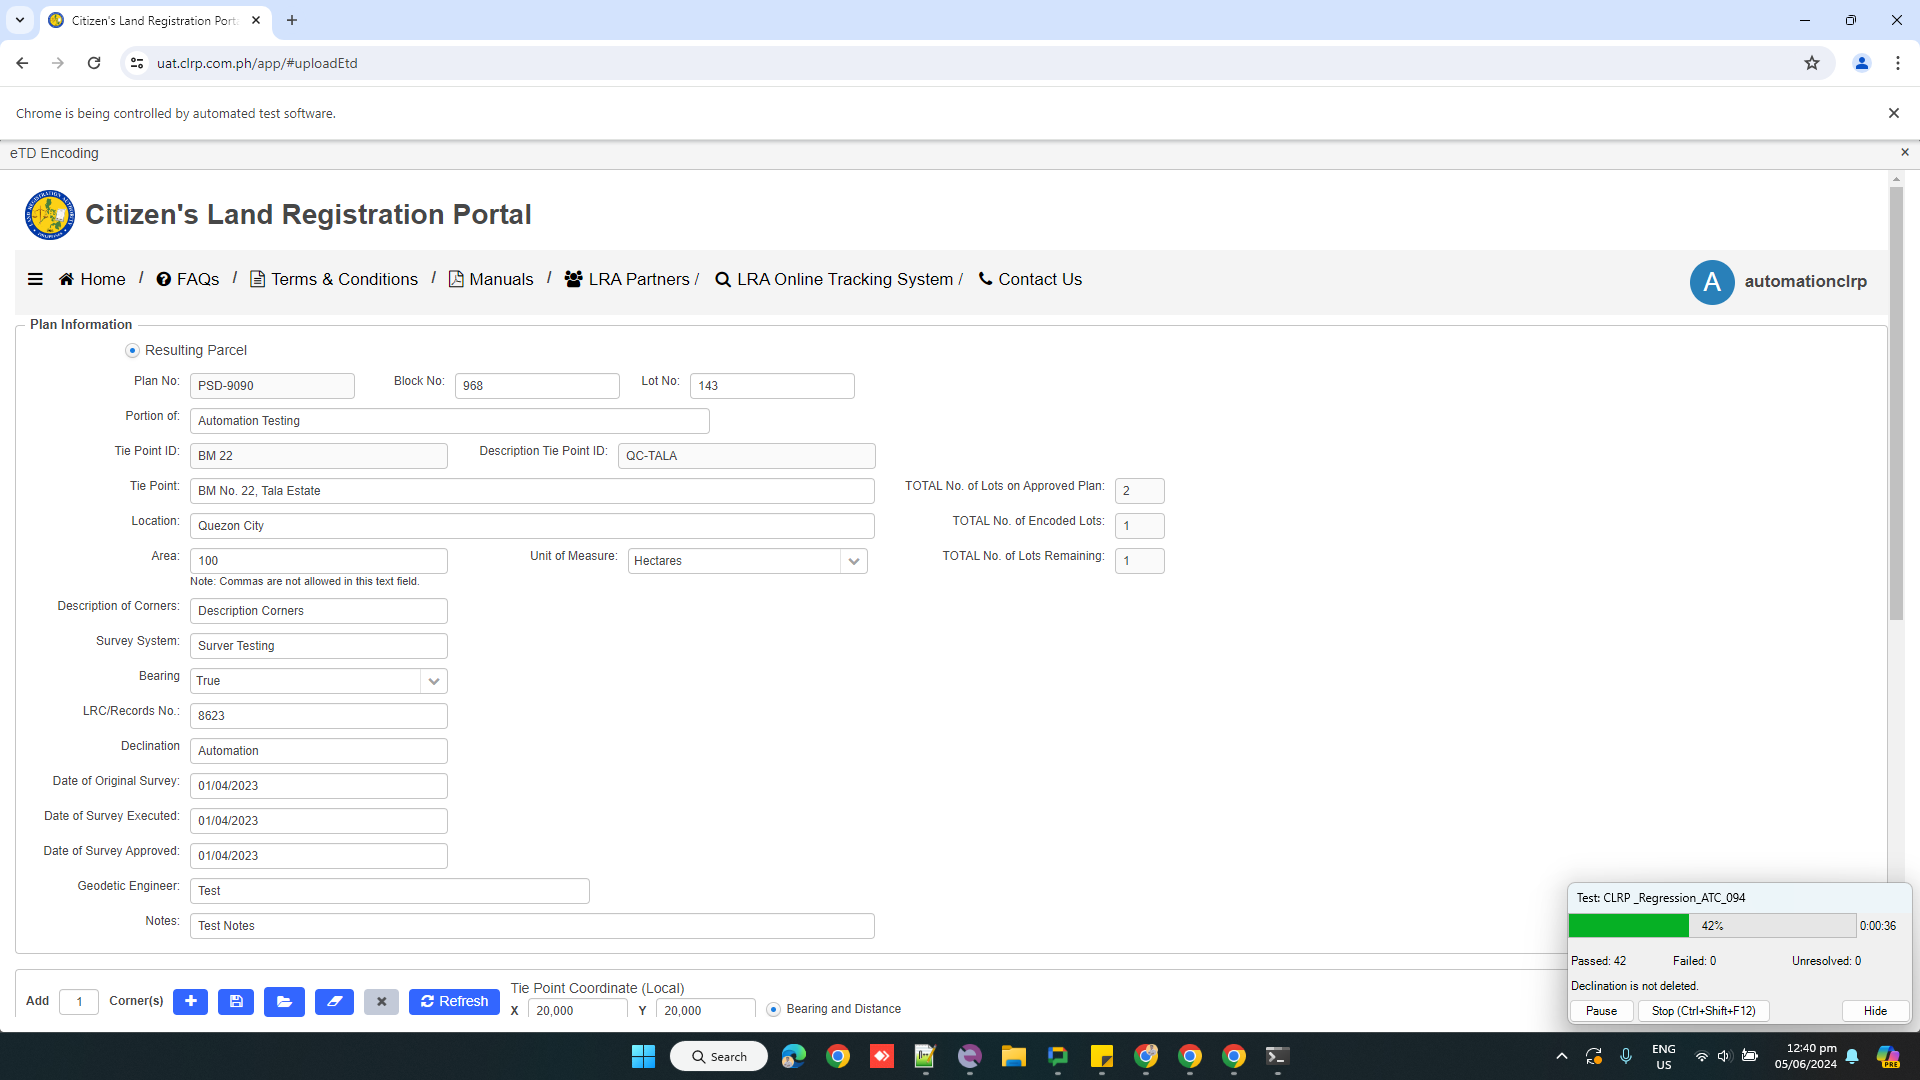 Citizen's Land Registration Porta
uat.clrp.com.ph/app/#uploadEtd
Chrome is being controlled by automated test software.
eTD Encoding
Citizen's Land Registration Portal
Home / FAQs / Terms & Conditions / Manuals / LRA Partners / LRA Online Tracking System / Contact Us
A automationclrp
Plan Information
Resulting Parcel
Plan No: PSD-9090 Block No: 968 Lot No: 143
Portion of: Automation Testing
Tie Point ID: BM 22 Description Tie Point ID: QC-TALA
Tie Point: BM No. 22, Tala Estate TOTAL No. of Lots on Approved Plan: 2
Location: Quezon City TOTAL No. of Encoded Lots: 1
Area: 100 Unit of Measure: Hectares TOTAL No. of Lots Remaining: 1
Note: Commas are not allowed in this text field.
Description of Corners: Description Corners
Survey System: Surver Testing
Bearing True
LRC/Records No.: 8623
Declination Automation
Date of Original Survey: 01/04/2023
Date of Survey Executed: 01/04/2023
Date of Survey Approved: 01/04/2023
Geodetic Engineer: Test
Notes: Test Notes
Add 1 Corner(s) Refresh
Tie Point Coordinate (Local)
X 20,000 Y 20,000 Bearing and Distance
Test: CLRP _Regression_ATC_094
42% 0:00:36
Passed: 42 Failed: 0 Unresolved: 0
Declination is not deleted.
Pause Stop (Ctrl+Shift+F12) Hide
Search
ENG
US
12:40 pm
05/06/2024
PRE